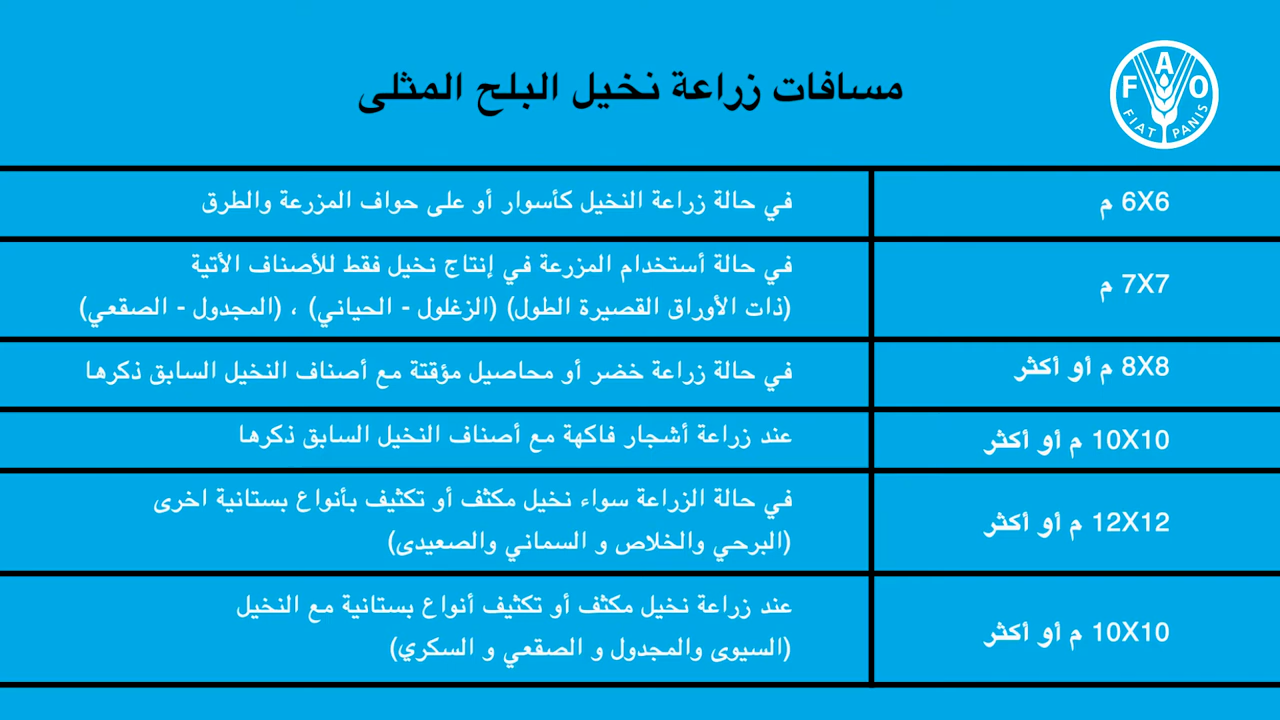 مسافات زراعة نخيل البلح المثلى
FAO
FIAT PANIS
6X6 م
في حالة زراعة النخيل كأسوار أو على حواف المزرعة والطرق
7X7 م
في حالة أستخدام المزرعة في إنتاج نخيل فقط للأصناف الأتية
(ذات الأوراق القصيرة الطول) (الزغلول - الحياني) ، (المجدول - الصقعي)
8X8 م أو أكثر
في حالة زراعة خضر أو محاصيل مؤقتة مع أصناف النخيل السابق ذكرها
10X10 م أو أكثر
عند زراعة أشجار فاكهة مع أصناف النخيل السابق ذكرها
12X12 م أو أكثر
في حالة الزراعة سواء نخيل مكثف أو تكثيف بأنواع بستانية اخرى
(البرحي والخلاص و السماني والصعيدى)
10X10 م أو أكثر
عند زراعة نخيل مكثف أو تكثيف أنواع بستانية مع النخيل
(السيوى والمجدول و الصقعي و السكري)